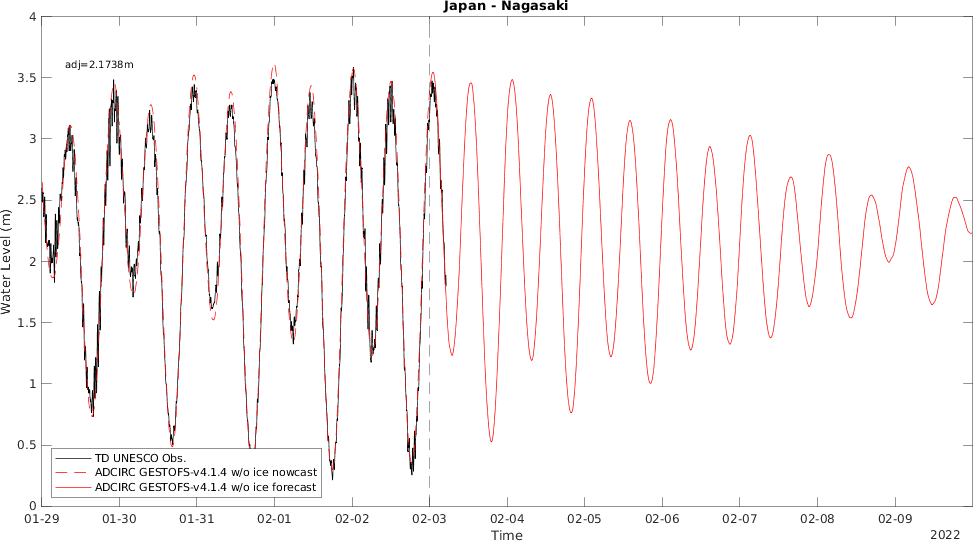 Japan - Nagasaki
adj=2.1738m
4
3.5
3
2.5
2
1.5
1
0.5
0
Water Level (m)
TD UNESCO Obs.
ADCIRC GESTOFS-v4.1.4 w/o ice nowcast
ADCIRC GESTOFS-v4.1.4 w/o ice forecast
01-29 01-30 01-31 02-01 02-02 02-03 02-04 02-05 02-06 02-07 02-08 02-09
Time
2022